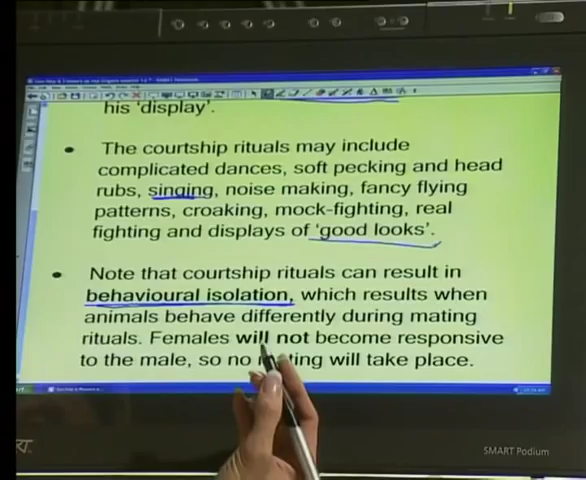 his 'display'.
• The courtship rituals may include
complicated dances, soft pecking and head
rubs, singing, noise making, fancy flying
patterns, croaking, mock-fighting, real
fighting and displays of 'good looks'.
• Note that courtship rituals can result in
behavioural isolation, which results when
animals behave differently during mating
rituals. Females will not become responsive
to the male, so no will take place.
SMART Podium